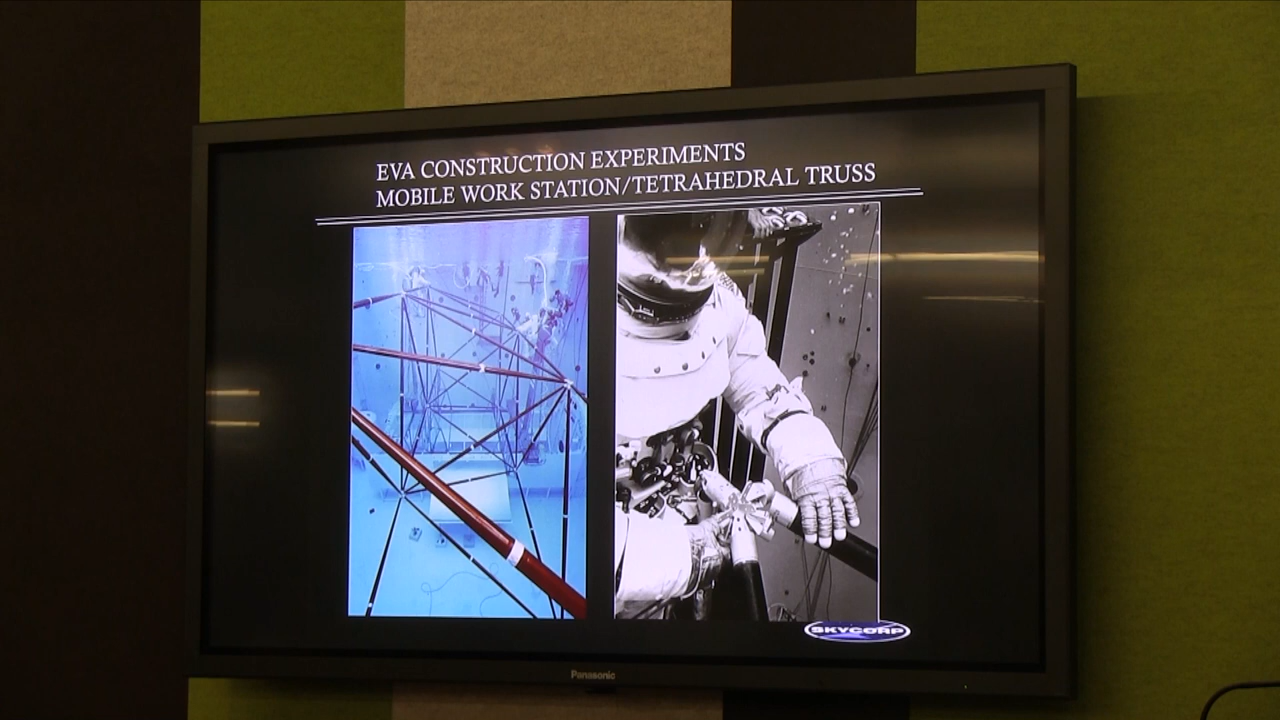 EVA CONSTRUCTION EXPERIMENTS
MOBILE WORK STATION/TETRAHEDRAL TRUSS
SKYCORP
Panasonic